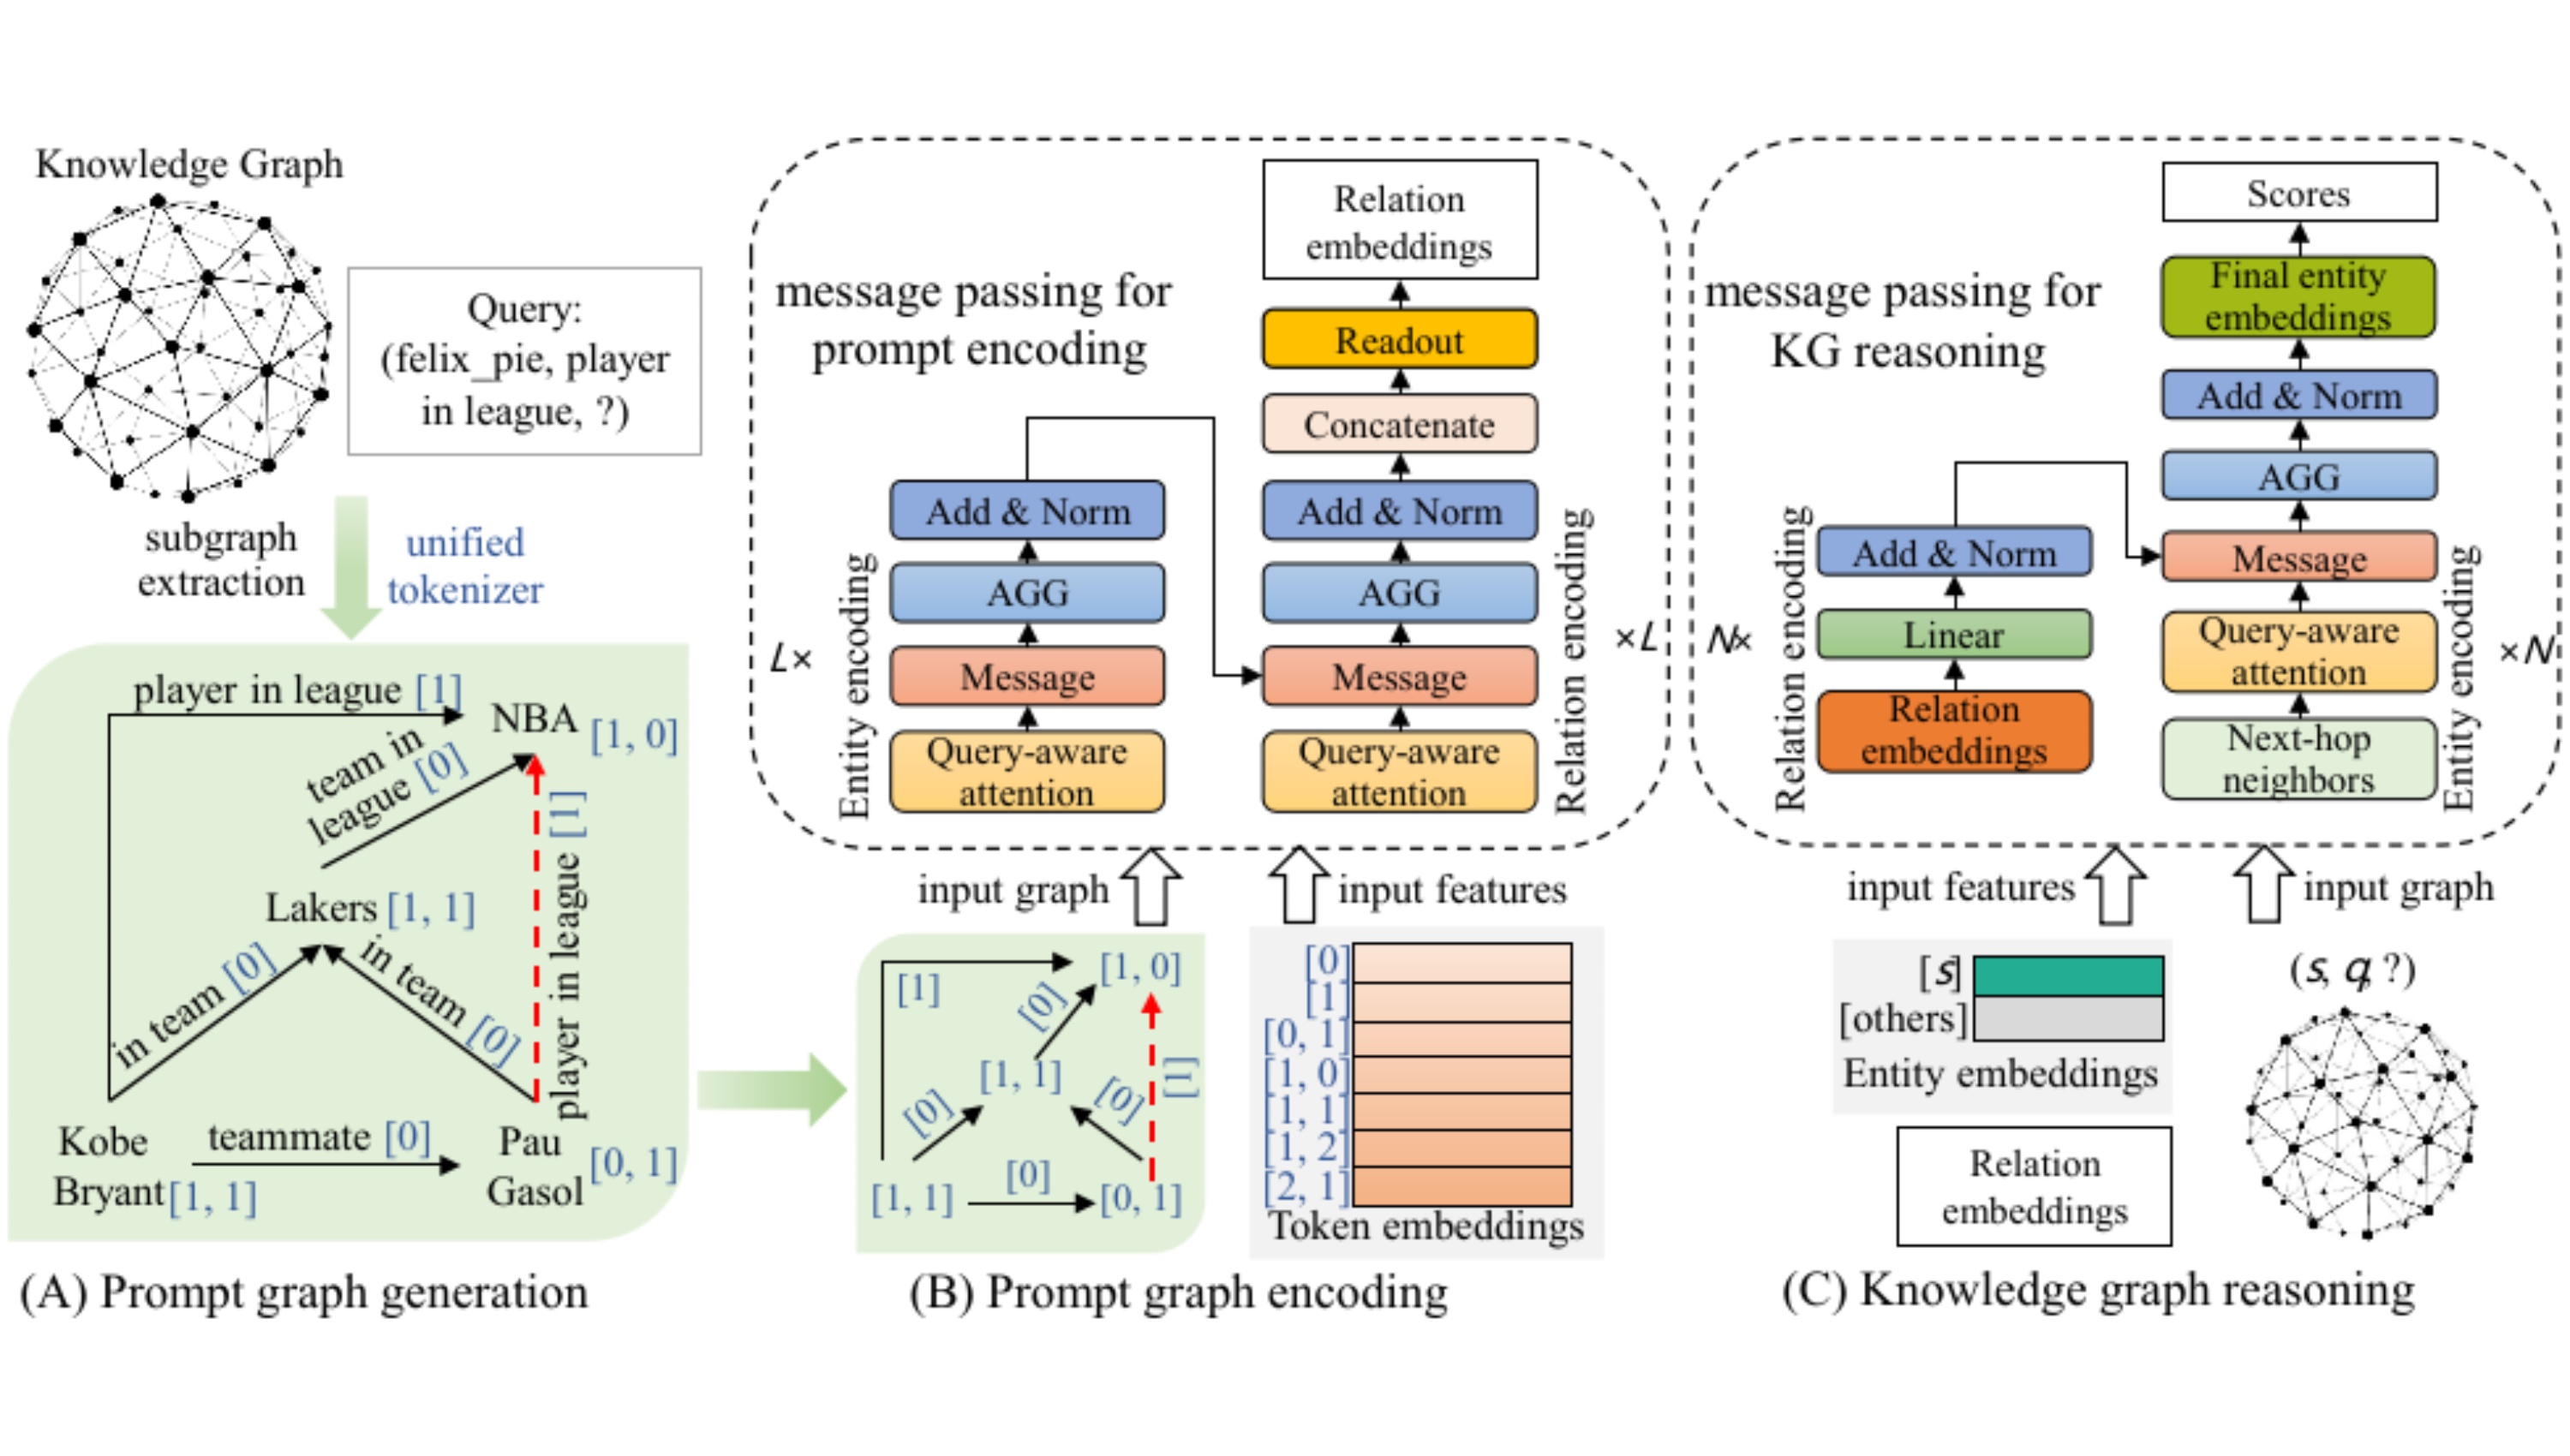 Knowledge Graph
Query:
(felix_pie, player
in league, ?)
subgraph
extraction
unified
tokenizer
player in league [1]
NBA [1, 0]
team in
league [0]
player in league [1]
Lakers [1, 1]
in team [0]
in team [0]
Kobe
Bryant [1, 1]
teammate [0]
Pau
Gasol [0, 1]
(A) Prompt graph generation
message passing for
prompt encoding
Relation
embeddings
Readout
Concatenate
Add & Norm
AGG
Message
Query-aware
attention
Entity encoding
L×
Add & Norm
AGG
Message
Query-aware
attention
Relation encoding
×L
input graph
input features
[1]
[1, 0]
[0]
[1]
[1, 1]
[0]
[0]
[1, 1]
[0]
[0, 1]
[0]
[1]
[0, 1]
[1, 0]
[1, 1]
[1, 2]
[2, 1]
Token embeddings
(B) Prompt graph encoding
message passing for
KG reasoning
Scores
Final entity
embeddings
Add & Norm
AGG
Message
Query-aware
attention
Next-hop
neighbors
Entity encoding
×N
N×
Relation encoding
Add & Norm
Linear
Relation
embeddings
input features
input graph
[s]
[others]
Entity embeddings
(s, q, ?)
Relation
embeddings
(C) Knowledge graph reasoning